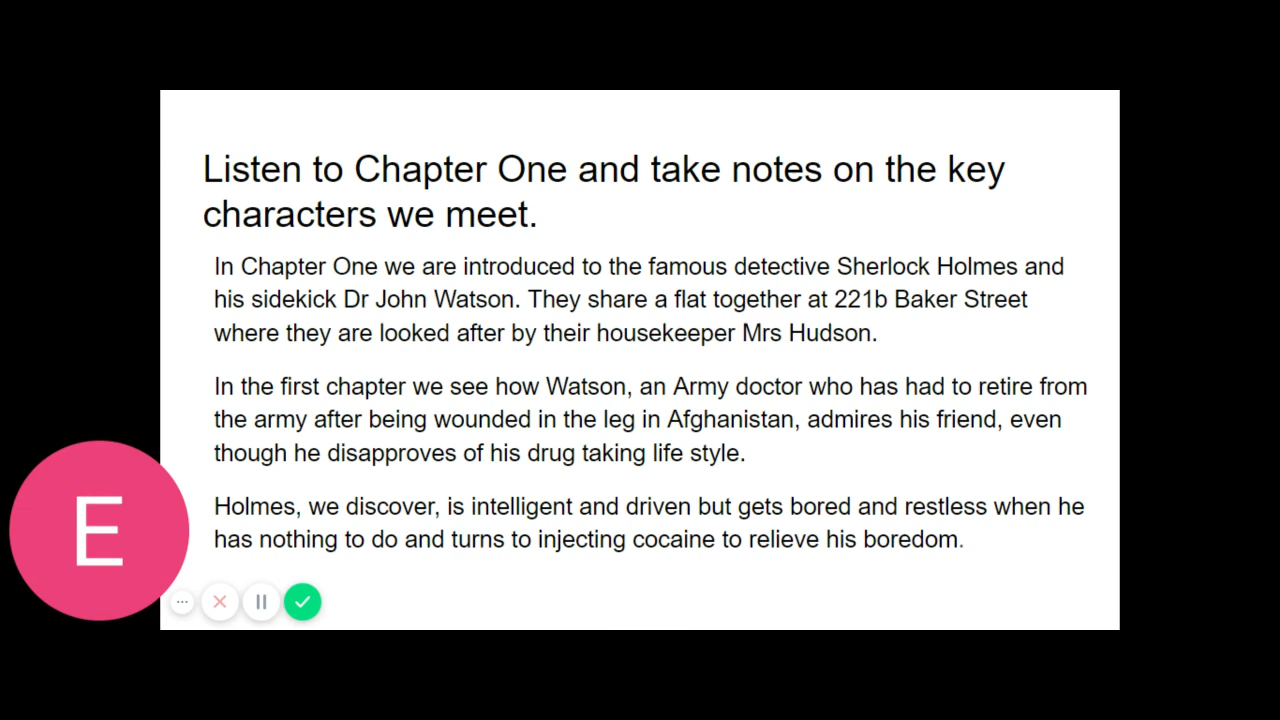 Listen to Chapter One and take notes on the key
characters we meet.
In Chapter One we are introduced to the famous detective Sherlock Holmes and
his sidekick Dr John Watson. They share a flat together at 221b Baker Street
where they are looked after by their housekeeper Mrs Hudson.
In the first chapter we see how Watson, an Army doctor who has had to retire from
the army after being wounded in the leg in Afghanistan, admires his friend, even
though he disapproves of his drug taking life style.
Holmes, we discover, is intelligent and driven but gets bored and restless when he
has nothing to do and turns to injecting cocaine to relieve his boredom.
E